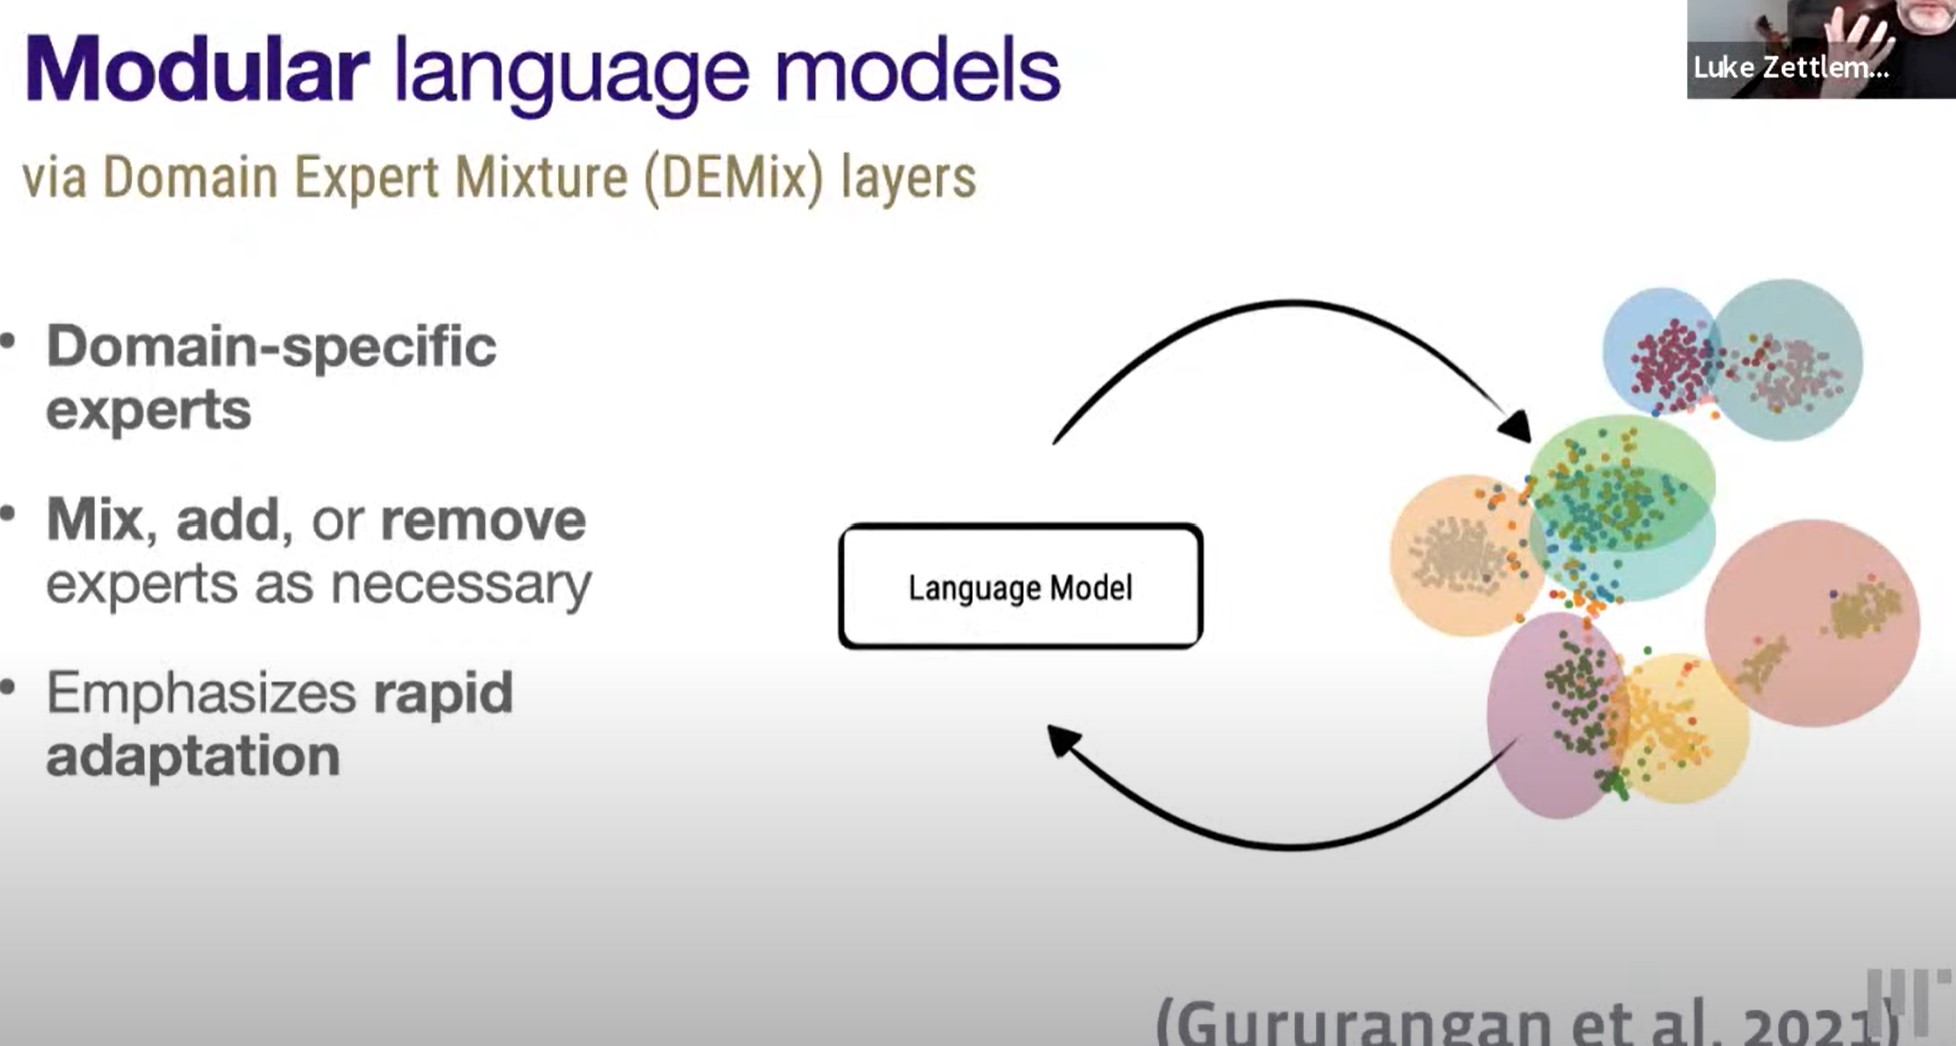 Modular language models
Luke Zettlem...
via Domain Expert Mixture (DEMix) layers
• Domain-specific
experts
• Mix, add, or remove
experts as necessary
• Emphasizes rapid
adaptation
Language Model
(Gururangan et al, 2021)